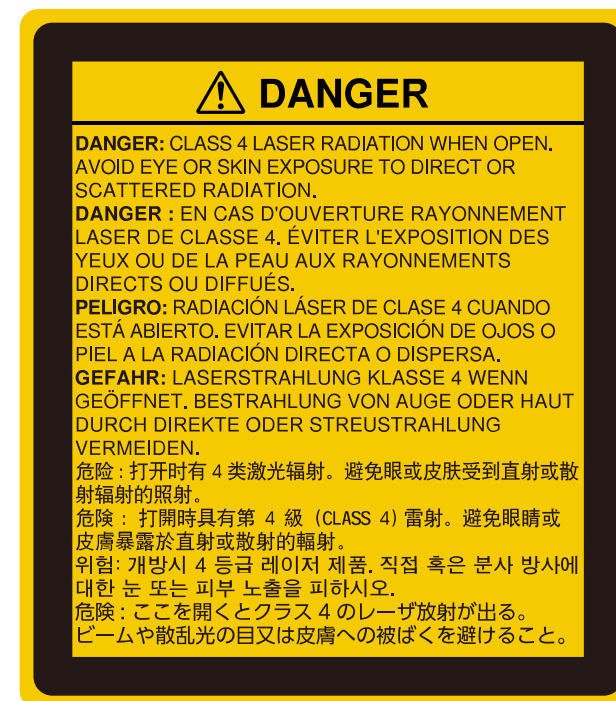 DANGER
DANGER: CLASS 4 LASER RADIATION WHEN OPEN.
AVOID EYE OR SKIN EXPOSURE TO DIRECT OR
SCATTERED RADIATION.
DANGER : EN CAS D'OUVERTURE RAYONNEMENT
LASER DE CLASSE 4. ÉVITER L'EXPOSITION DES
YEUX OU DE LA PEAU AUX RAYONNEMENTS
DIRECTS OU DIFFUÉS.
PELIGRO: RADIACIÓN LÁSER DE CLASE 4 CUANDO
ESTÁ ABIERTO. EVITAR LA EXPOSICIÓN DE OJOS O
PIEL A LA RADIACIÓN DIRECTA O DISPERSA.
GEFAHR: LASERSTRAHLUNG KLASSE 4 WENN
GEÖFFNET. BESTRAHLUNG VON AUGE ODER HAUT
DURCH DIREKTE ODER STREUSTRAHLUNG
VERMEIDEN.
危险 : 打开时有 4 类激光辐射。避免眼或皮肤受到直射或散
射辐射的照射。
危険 : 打開時具有第 4 級 (CLASS 4) 雷射。避免眼睛或
皮膚暴露於直射或散射的輻射。
위험: 개방시 4 등급 레이저 제품. 직접 혹은 분사 방사에
대한 눈 또는 피부 노출을 피하시오.
危険 : ここを開くとクラス 4 のレーザ放射が出る。
ビームや散乱光の目又は皮膚への被ばくを避けること。